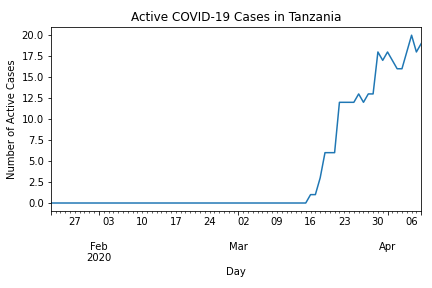 Active COVID-19 Cases in Tanzania
Number of Active Cases
20.0
17.5
15.0
12.5
10.0
7.5
5.0
2.5
0.0
27 03 10 17 24 02 09 16 23 30 06
Feb Mar Apr
2020
Day